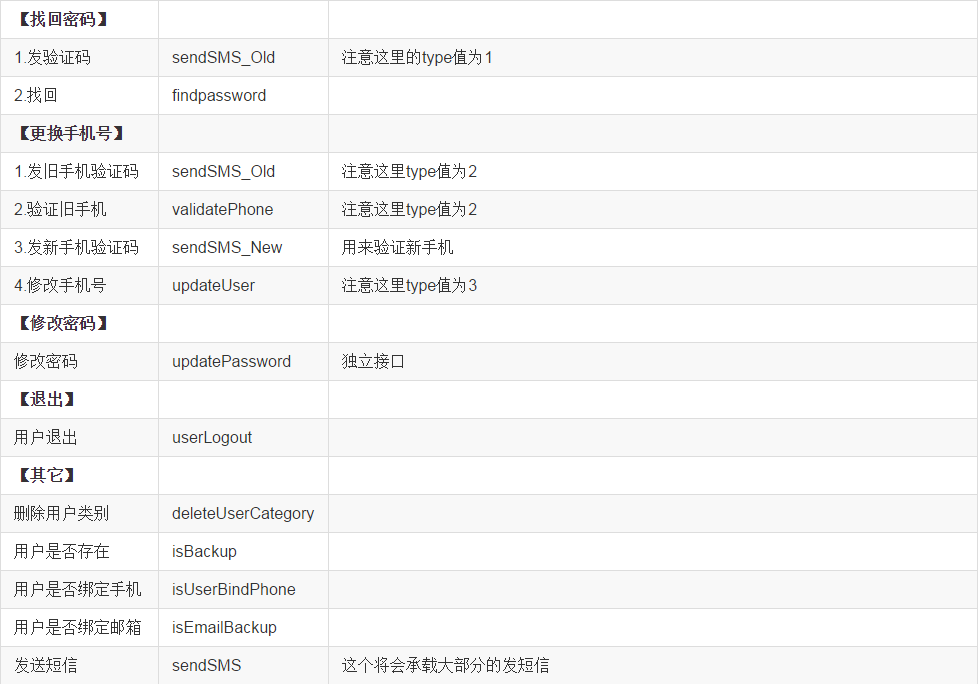 【找回密码】
1.发验证码 sendSMS_Old 注意这里的type值为1
2.找回 findpassword
【更换手机号】
1.发旧手机验证码 sendSMS_Old 注意这里type值为2
2.验证旧手机 validatePhone 注意这里type值为2
3.发新手机验证码 sendSMS_New 用来验证新手机
4.修改手机号 updateUser 注意这里type值为3
【修改密码】
修改密码 updatePassword 独立接口
【退出】
用户退出 userLogout
【其它】
删除用户类别 deleteUserCategory
用户是否存在 isBackup
用户是否绑定手机 isUserBindPhone
用户是否绑定邮箱 isEmailBackup
发送短信 sendSMS 这个将会承载大部分的发短信